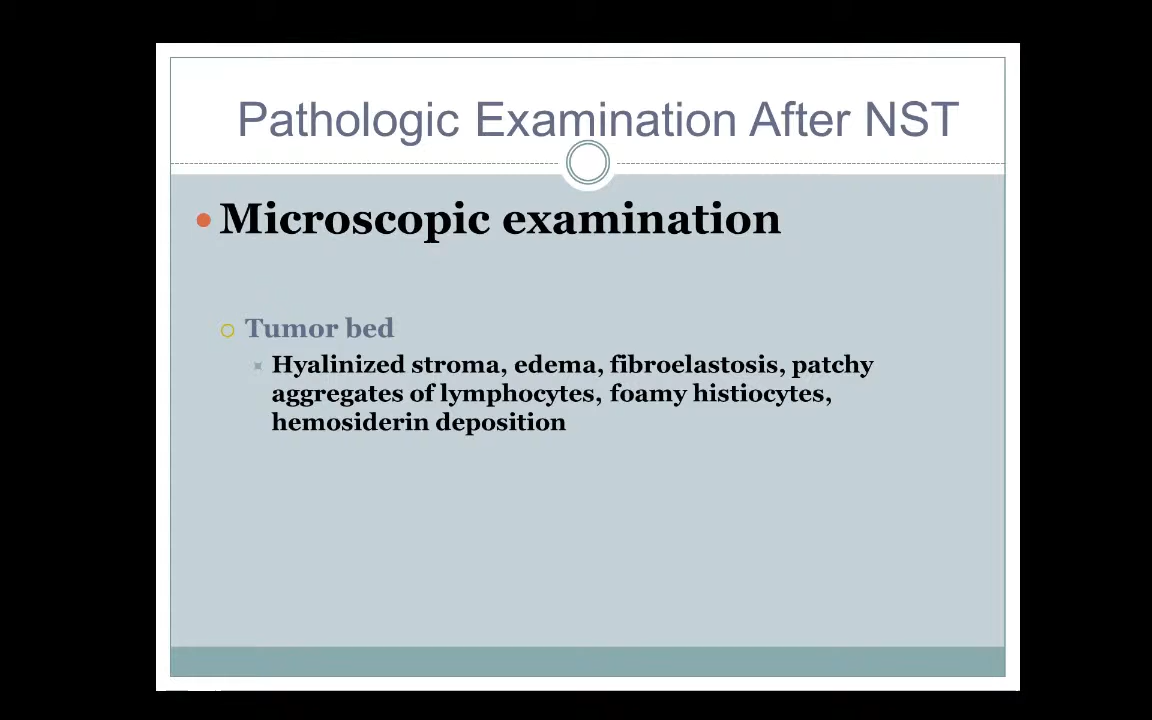 Pathologic Examination After NST
Microscopic examination
Tumor bed
Hyalinized stroma, edema, fibroelastosis, patchy
aggregates of lymphocytes, foamy histiocytes,
hemosiderin deposition